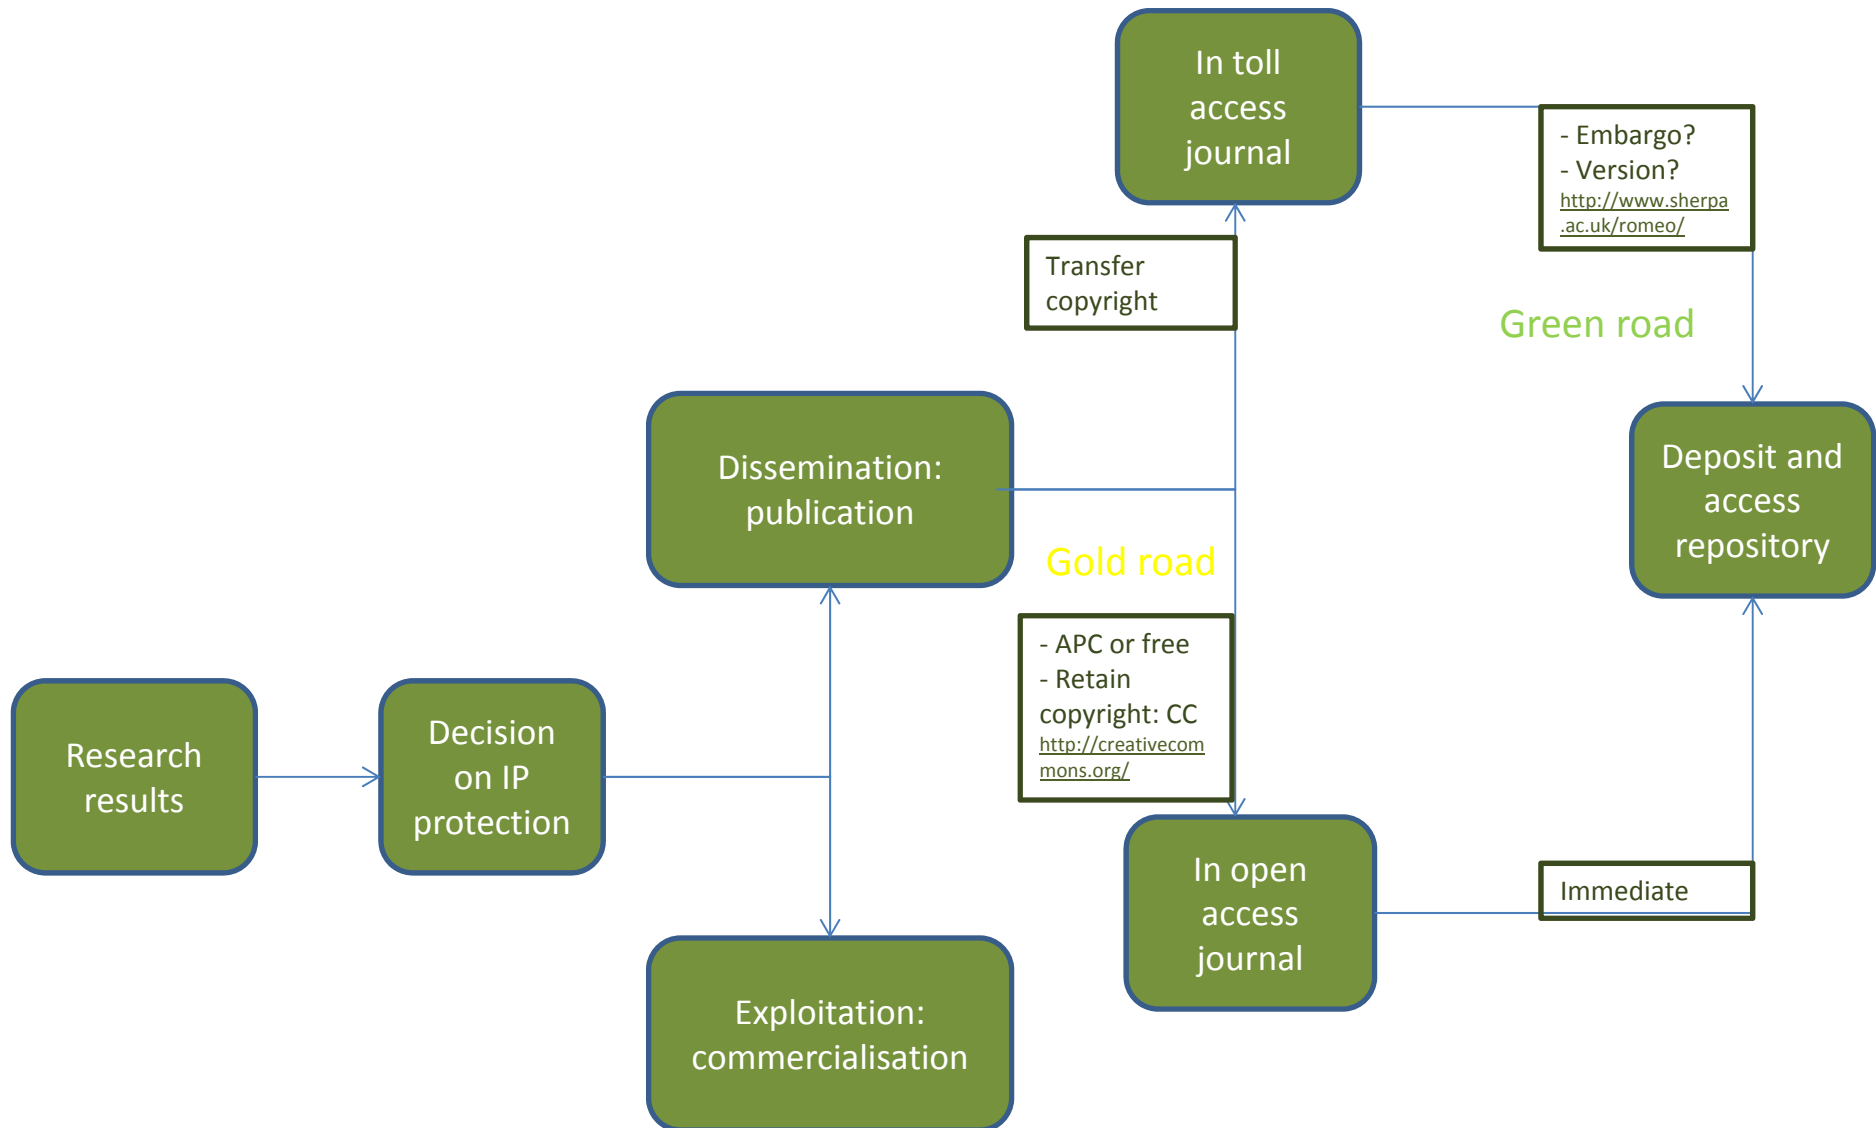 In toll
access
journal
- Embargo?
- Version?
http://www.sherpa
.ac.uk/romeo/
Transfer
copyright
Green road
Dissemination:
publication
Deposit and
access
repository
Gold road
- APC or free
- Retain
copyright: CC
http://creativecom
mons.org/
Research
results
Decision
on IP
protection
In open
access
journal
Immediate
Exploitation:
commercialisation